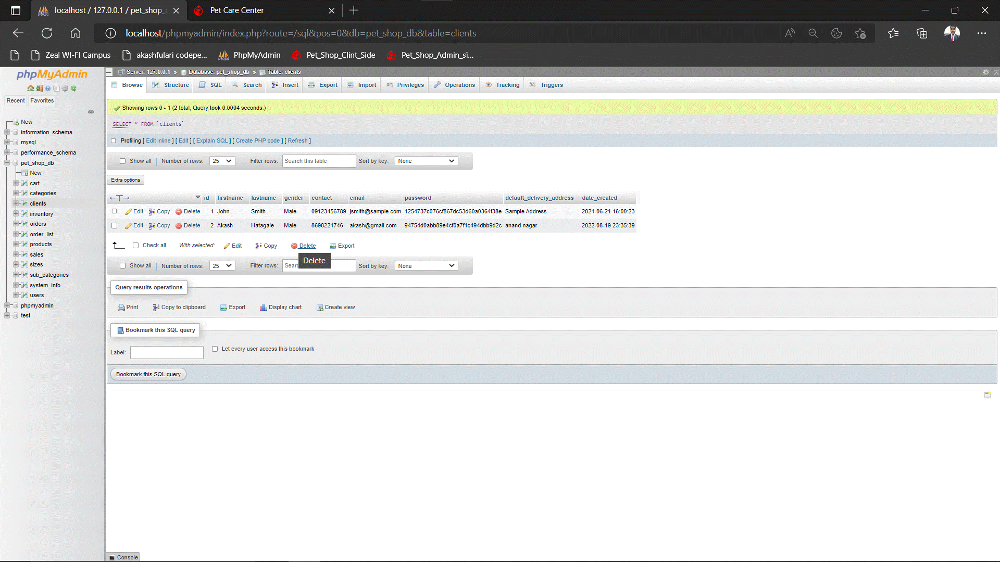 localhost / 127.0.0.1 / pet_shop_
Pet Care Center
localhost/phpmyadmin/index.php?route=/sql&pos=0&db=pet_shop_db&table=clients
Zeal WI-FI Campus
akashfulari codepe...
PhpMyAdmin
Pet_Shop_Clint_Side
Pet_Shop_Admin_si...
phpMyAdmin
Recent Favorites
New
information_schema
mysql
performance_schema
pet_shop_db
New
cart
categories
clients
inventory
orders
order_list
products
sales
sizes
sub_categories
system_info
users
phpmyadmin
test
Server: 127.0.0.1 » Database: pet_shop_db » Table: clients
Browse Structure SQL Search Insert Export Import Privileges Operations Tracking Triggers
Showing rows 0 - 1 (2 total, Query took 0.0004 seconds.)
SELECT * FROM `clients`
Profiling [ Edit inline ] [ Edit ] [ Explain SQL ] [ Create PHP code ] [ Refresh ]
Show all | Number of rows: 25 Filter rows: Search this table Sort by key: None
Extra options
id firstname lastname gender contact email password default_delivery_address date_created
Edit Copy Delete 1 John Smith Male 09123456789 jsmith@sample.com 1254737c076cf867dc53d60a0364f38e Sample Address 2021-06-21 16:00:23
Edit Copy Delete 2 Akash Hatagale Male 8698221746 akash@gmail.com 94754d0abb89e4cf0a7f1c494dbb9d2c anand nagar 2022-08-19 23:35:39
Check all With selected: Edit Copy Delete Export
Delete
Show all | Number of rows: 25 Filter rows: Sort by key: None
Query results operations
Print Copy to clipboard Export Display chart Create view
Bookmark this SQL query
Label: Let every user access this bookmark
Bookmark this SQL query
Console